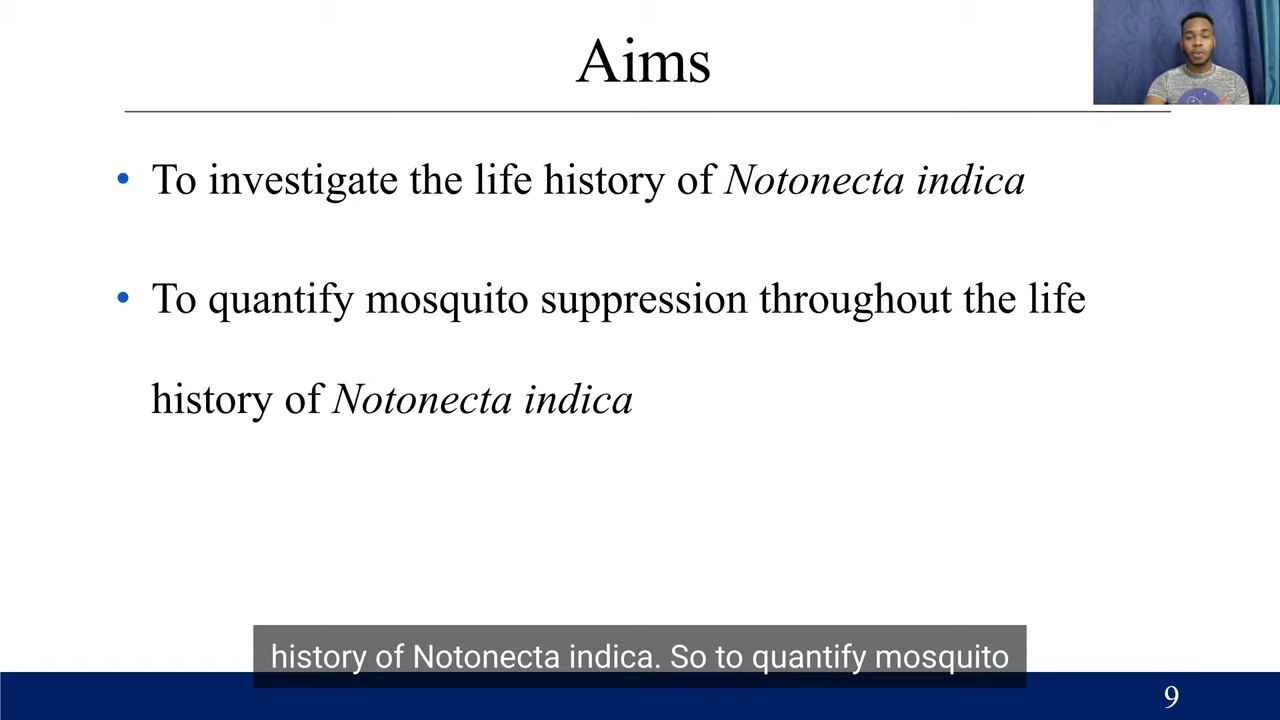 Aims
• To investigate the life history of Notonecta indica
• To quantify mosquito suppression throughout the life
history of Notonecta indica
history of Notonecta indica. So to quantify mosquito
9